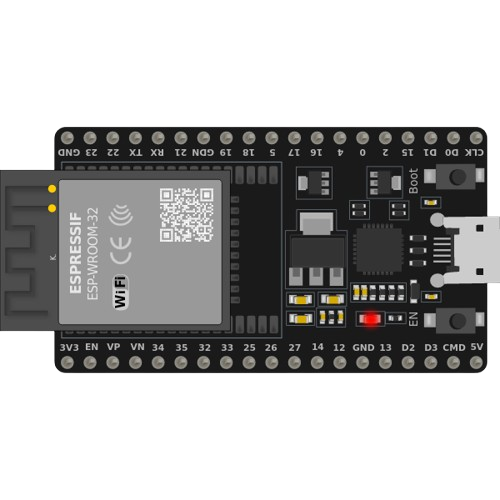 GND 23 22 TX RX 21 GDN 19 18 5 17 16 4 0 2 15 D1 D0 CLK
Boot
ESPRESSIF
ESP-WROOM-32
CE
WiFi
K
EN
3V3 EN VP VN 34 35 32 33 25 26 27 14 12 GND 13 D2 D3 CMD 5V